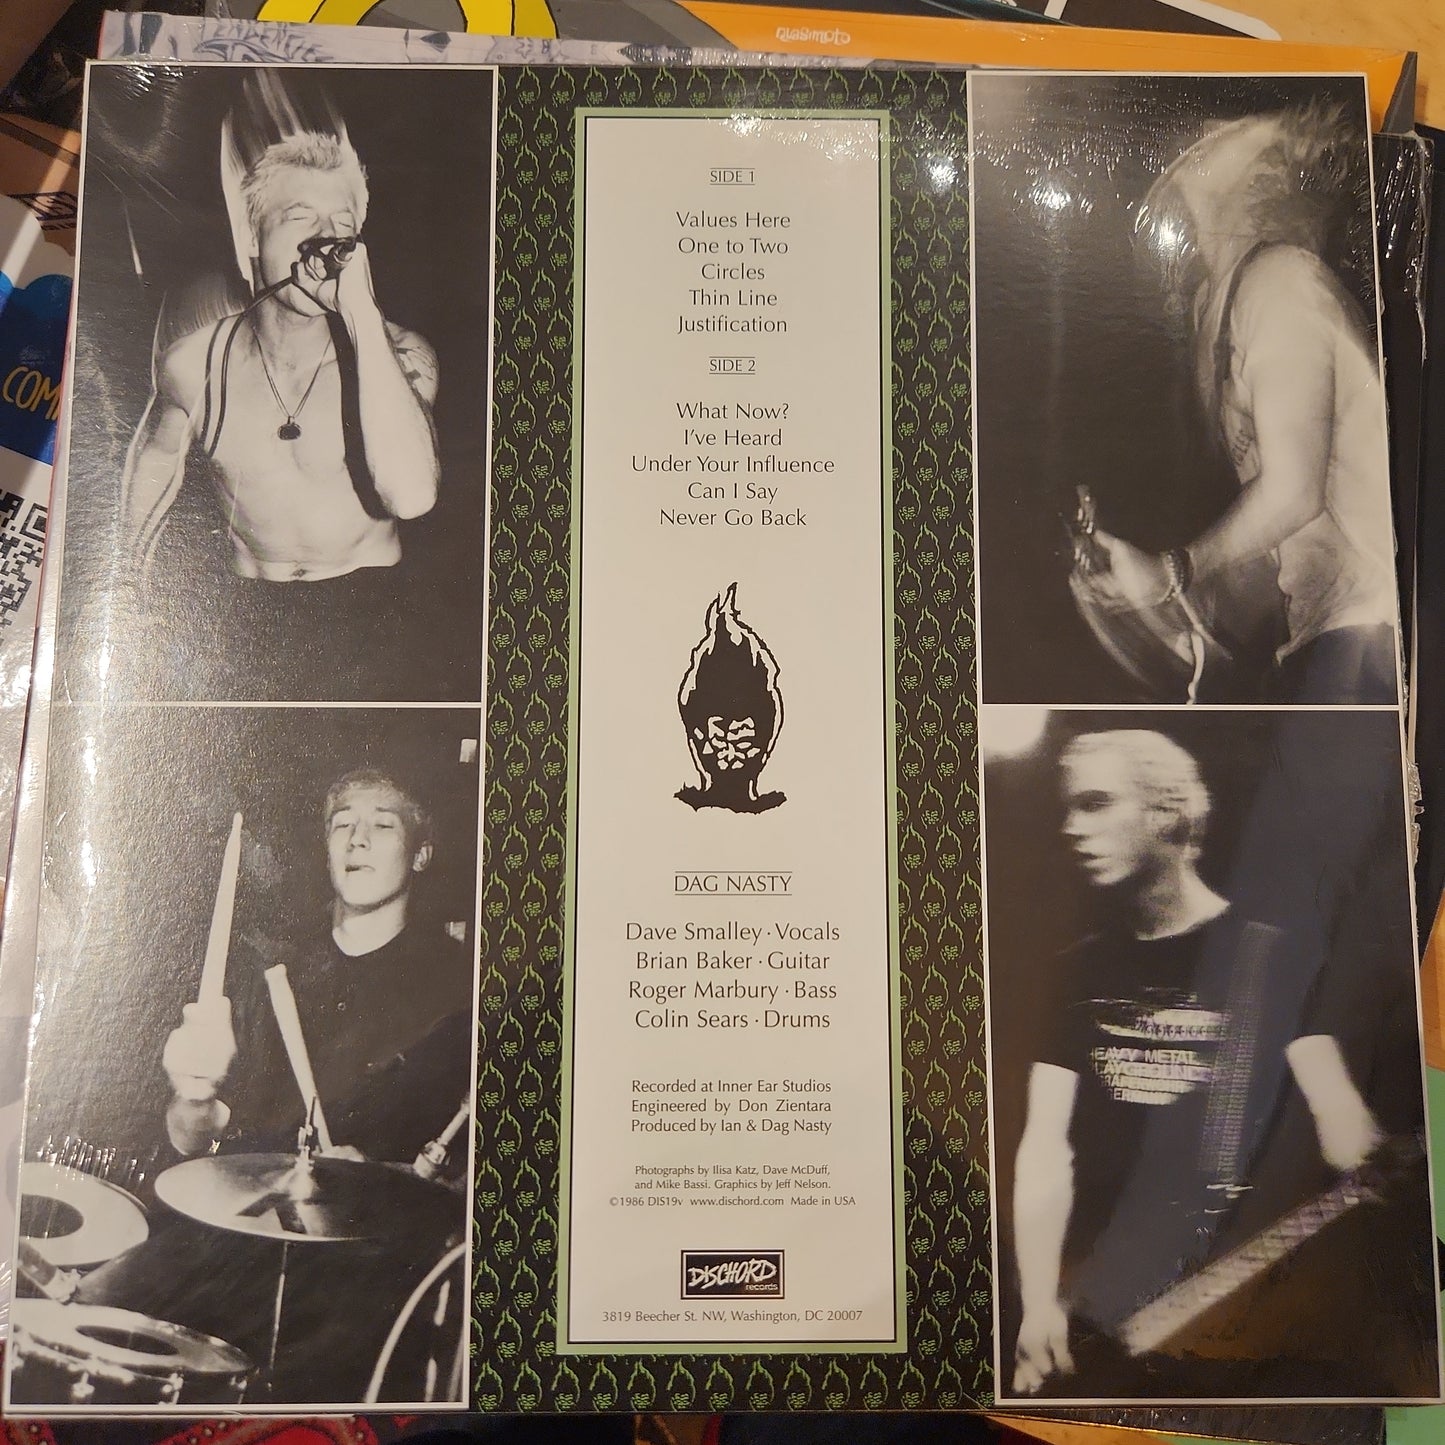 quasimoto
COM
SIDE 1
Values Here
One to Two
Circles
Thin Line
Justification
SIDE 2
What Now?
I've Heard
Under Your Influence
Can I Say
Never Go Back
DAG NASTY
Dave Smalley · Vocals
Brian Baker · Guitar
Roger Marbury · Bass
Colin Sears · Drums
Recorded at Inner Ear Studios
Engineered by Don Zientara
Produced by Ian & Dag Nasty
Photographs by Ilisa Katz, Dave McDuff,
and Mike Bassi. Graphics by Jeff Nelson.
©1986 DIS19v www.dischord.com Made in USA
DISCHORD
records
3819 Beecher St. NW, Washington, DC 20007
EAVY METAL